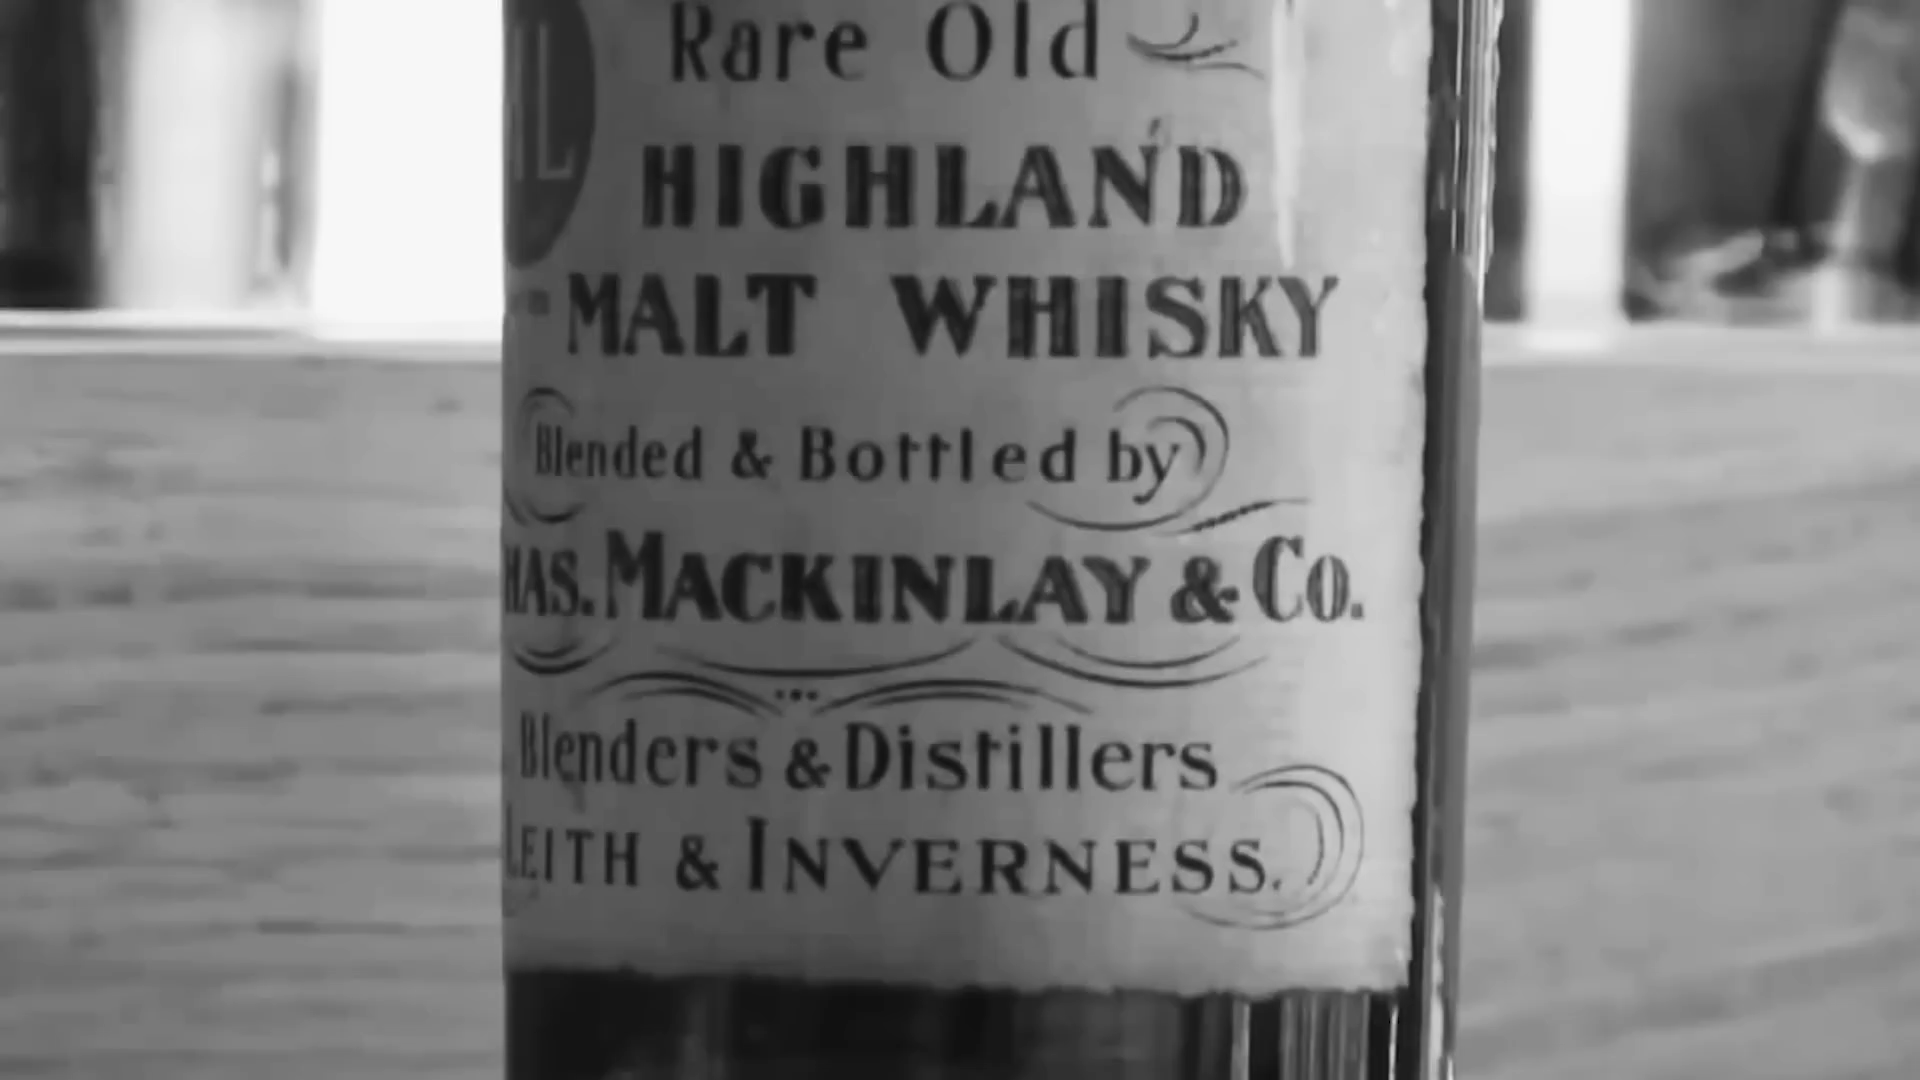 Rare Old
HIGHLAND
MALT WHISKY
Blended & Bottled by
HAS. MACKINLAY & Co.
Blenders & Distillers
LEITH & INVERNESS.